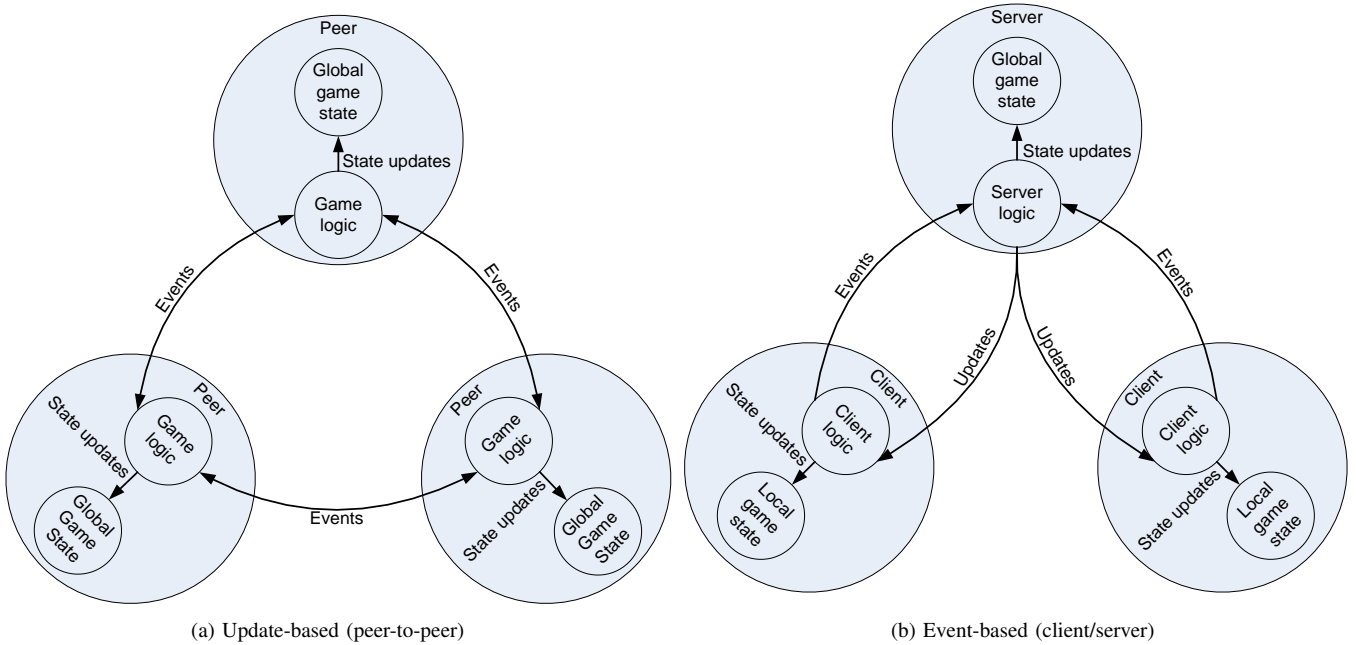 Peer
Global
game
state
State updates
Game
logic
Events
Events
Peer
State updates
Game
logic
Global
Game
State
Events
Peer
Game
logic
State updates
Global
Game
State
(a) Update-based (peer-to-peer)
Server
Global
game
state
State updates
Server
logic
Events
Updates
Updates
Events
Client
State updates
Client
logic
Local
game
state
Client
Client
logic
State updates
Local
game
state
(b) Event-based (client/server)